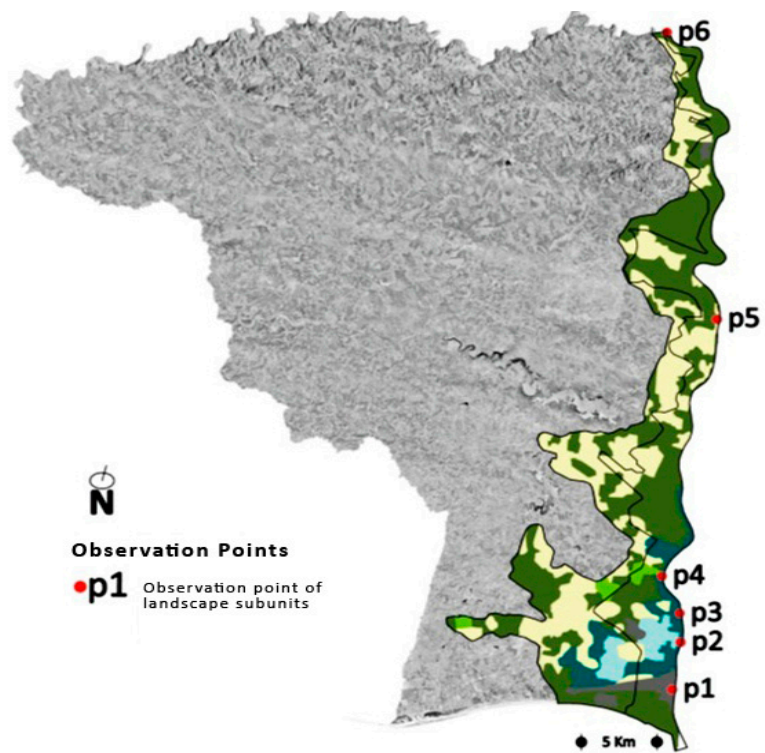 p6
p5
N
Observation Points
p1 Observation point of
landscape subunits
p4
p3
p2
p1
5 Km